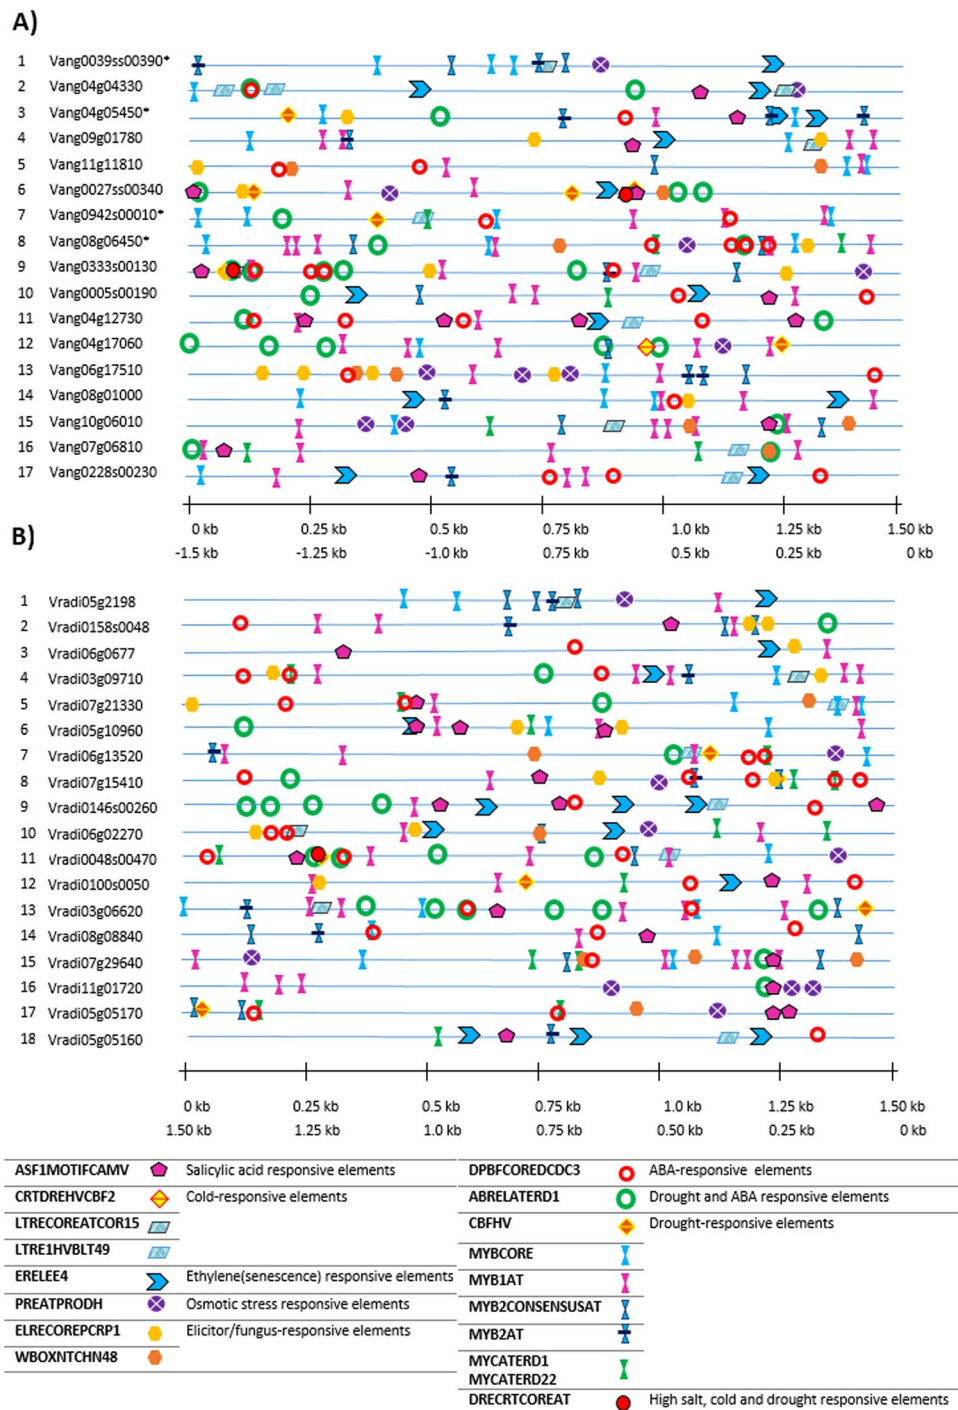 A)
1 Vang0039ss00390*
2 Vang04g04330
3 Vang04g05450*
4 Vang09g01780
5 Vang11g11810
6 Vang0027ss00340
7 Vang0942s00010*
8 Vang08g06450*
9 Vang0333s00130
10 Vang0005s00190
11 Vang04g12730
12 Vang04g17060
13 Vang06g17510
14 Vang08g01000
15 Vang10g06010
16 Vang07g06810
17 Vang0228s00230
0 kb 0.25 kb 0.5 kb 0.75 kb 1.0 kb 1.25 kb 1.50 kb
-1.5 kb -1.25 kb -1.0 kb 0.75 kb 0.5 kb 0.25 kb 0 kb
B)
1 Vradi05g2198
2 Vradi0158s0048
3 Vradi06g0677
4 Vradi03g09710
5 Vradi07g21330
6 Vradi05g10960
7 Vradi06g13520
8 Vradi07g15410
9 Vradi0146s00260
10 Vradi06g02270
11 Vradi0048s00470
12 Vradi0100s0050
13 Vradi03g06620
14 Vradi08g08840
15 Vradi07g29640
16 Vradi11g01720
17 Vradi05g05170
18 Vradi05g05160
0 kb 0.25 kb 0.5 kb 0.75 kb 1.0 kb 1.25 kb 1.50 kb
1.50 kb 1.25 kb 1.0 kb 0.75 kb 0.5 kb 0.25 kb 0 kb
ASF1MOTIFCAMV Salicylic acid responsive elements
CRTDREHVCBF2 Cold-responsive elements
LTRECOREATCOR15
LTRE1HVBLT49
ERELEE4 Ethylene(senescence) responsive elements
PREATPRODH Osmotic stress responsive elements
ELRECOREPCRP1 Elicitor/fungus-responsive elements
WBOXNTCHN48
DPBFCOREDCDC3 ABA-responsive elements
ABRELATERD1 Drought and ABA responsive elements
CBFHV Drought-responsive elements
MYBCORE
MYB1AT
MYB2CONSENSUSAT
MYB2AT
MYCATERD1
MYCATERD22
DRECRTCOREAT High salt, cold and drought responsive elements